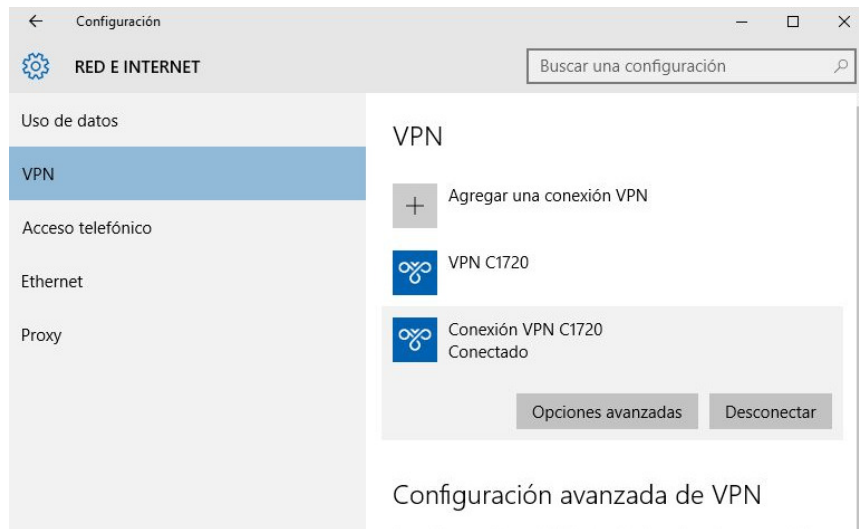 Configuración
RED E INTERNET
Buscar una configuración
Uso de datos
VPN
Acceso telefónico
Ethernet
Proxy
VPN
Agregar una conexión VPN
VPN C1720
Conexión VPN C1720
Conectado
Opciones avanzadas
Desconectar
Configuración avanzada de VPN